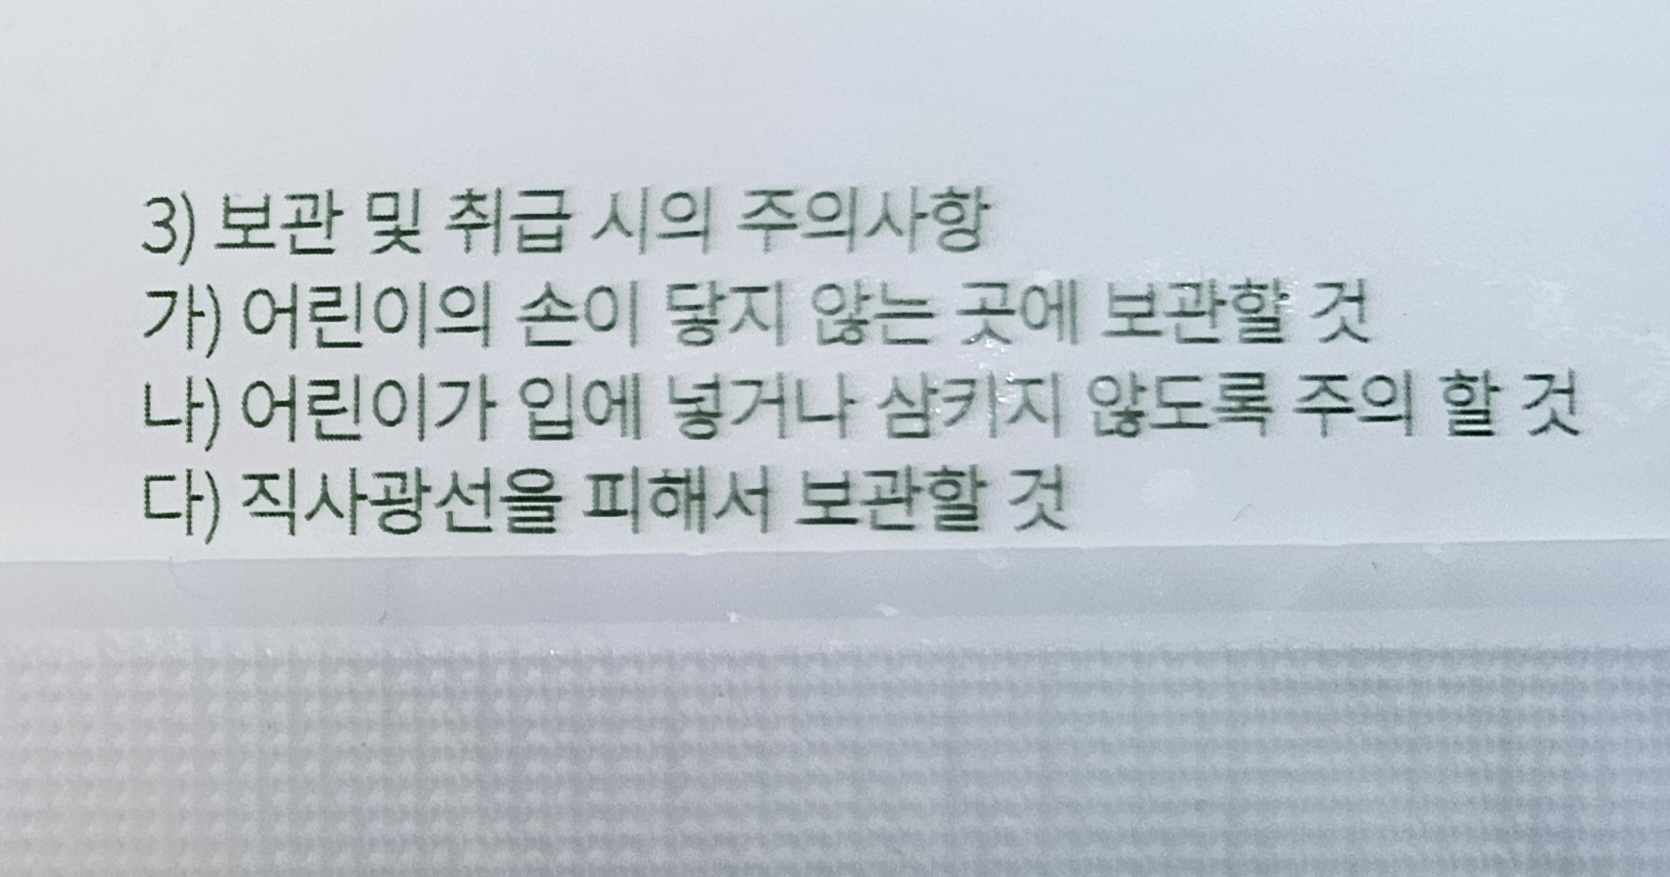 3) 보관 및 취급 시의 주의사항
가) 어린이의 손이 닿지 않는 곳에 보관할 것
나) 어린이가 입에 넣거나 삼키지 않도록 주의 할 것
다) 직사광선을 피해서 보관할 것